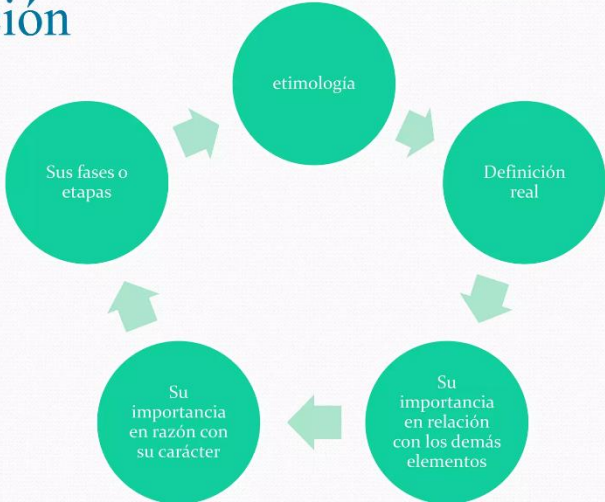 ión
etimología
Definición
real
Su
importancia
en relación
con los demás
elementos
Su
importancia
en razón con
su carácter
Sus fases o
etapas